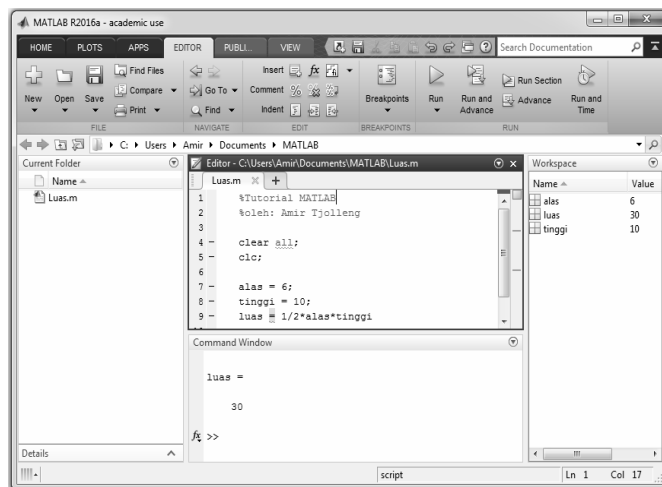 MATLAB R2016a - academic use
HOME PLOTS APPS EDITOR PUBLI... VIEW Search Documentation
New Open Save Find Files Compare Print
Go To Find
Insert fx Comment % Indent
Breakpoints
Run Run and Advance Run Section Advance Run and Time
FILE NAVIGATE EDIT BREAKPOINTS RUN
C: Users Amir Documents MATLAB
Current Folder
Name
Luas.m
Details
Editor - C:\Users\Amir\Documents\MATLAB\Luas.m
Luas.m
1 %Tutorial MATLAB
2 %oleh: Amir Tjolleng
3
4 - clear all;
5 - clc;
6
7 - alas = 6;
8 - tinggi = 10;
9 - luas = 1/2*alas*tinggi
Command Window
luas =
30
fx >>
Workspace
Name Value
alas 6
luas 30
tinggi 10
script Ln 1 Col 17